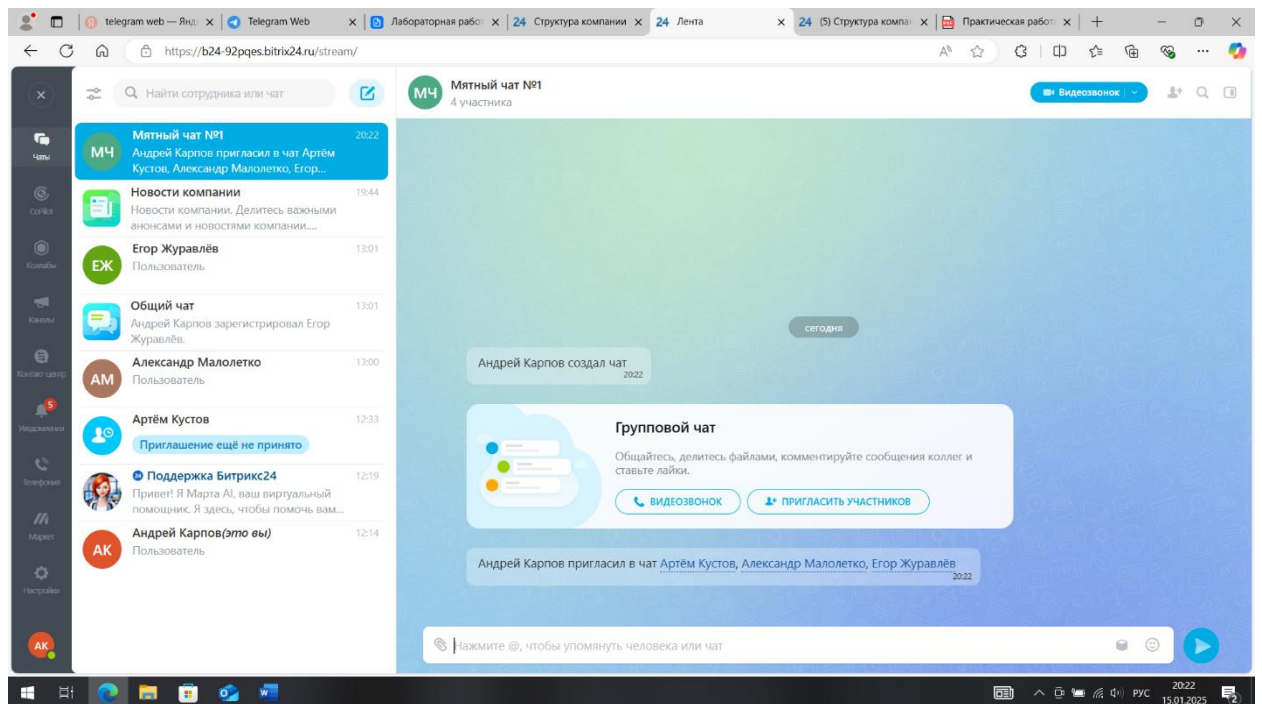 telegram web — Янд
Telegram Web
Лабораторная рабо
24 Структура компании
24 Лента
24 (5) Структура компа
Практическая работ
https://b24-92pqes.bitrix24.ru/stream/
Найти сотрудника или чат
МЧ
Мятный чат №1
4 участника
Видеозвонок
Чаты
CoPilot
Коллабы
Каналы
Контакт-центр
5
Уведомления
Телефония
Маркет
Настройки
АК
МЧ
Мятный чат №1 20:22
Андрей Карпов пригласил в чат Артём
Кустов, Александр Малолетко, Егор...
Новости компании 19:44
Новости компании. Делитесь важными
анонсами и новостями компании....
ЕЖ
Егор Журавлёв 13:01
Пользователь
Общий чат 13:01
Андрей Карпов зарегистрировал Егор
Журавлёв.
АМ
Александр Малолетко 13:00
Пользователь
Артём Кустов 12:33
Приглашение ещё не принято
24 Поддержка Битрикс24 12:19
Привет! Я Марта AI, ваш виртуальный
помощник. Я здесь, чтобы помочь вам...
АК
Андрей Карпов(это вы) 12:14
Пользователь
сегодня
Андрей Карпов создал чат
20:22
Групповой чат
Общайтесь, делитесь файлами, комментируйте сообщения коллег и
ставьте лайки.
ВИДЕОЗВОНОК
ПРИГЛАСИТЬ УЧАСТНИКОВ
Андрей Карпов пригласил в чат Артём Кустов, Александр Малолетко, Егор Журавлёв
20:22
Нажмите @, чтобы упомянуть человека или чат
РУС
20:22
15.01.2025
2